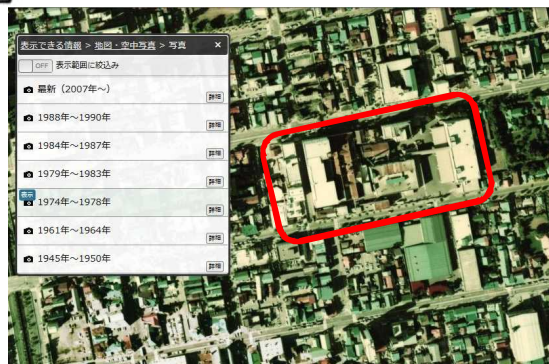 表示できる情報 > 地図・空中写真 > 写真 ×
OFF 表示範囲に絞込み
最新（2007年～）
詳細
1988年～1990年
詳細
1984年～1987年
詳細
1979年～1983年
詳細
表示
1974年～1978年
詳細
1961年～1964年
詳細
1945年～1950年
詳細